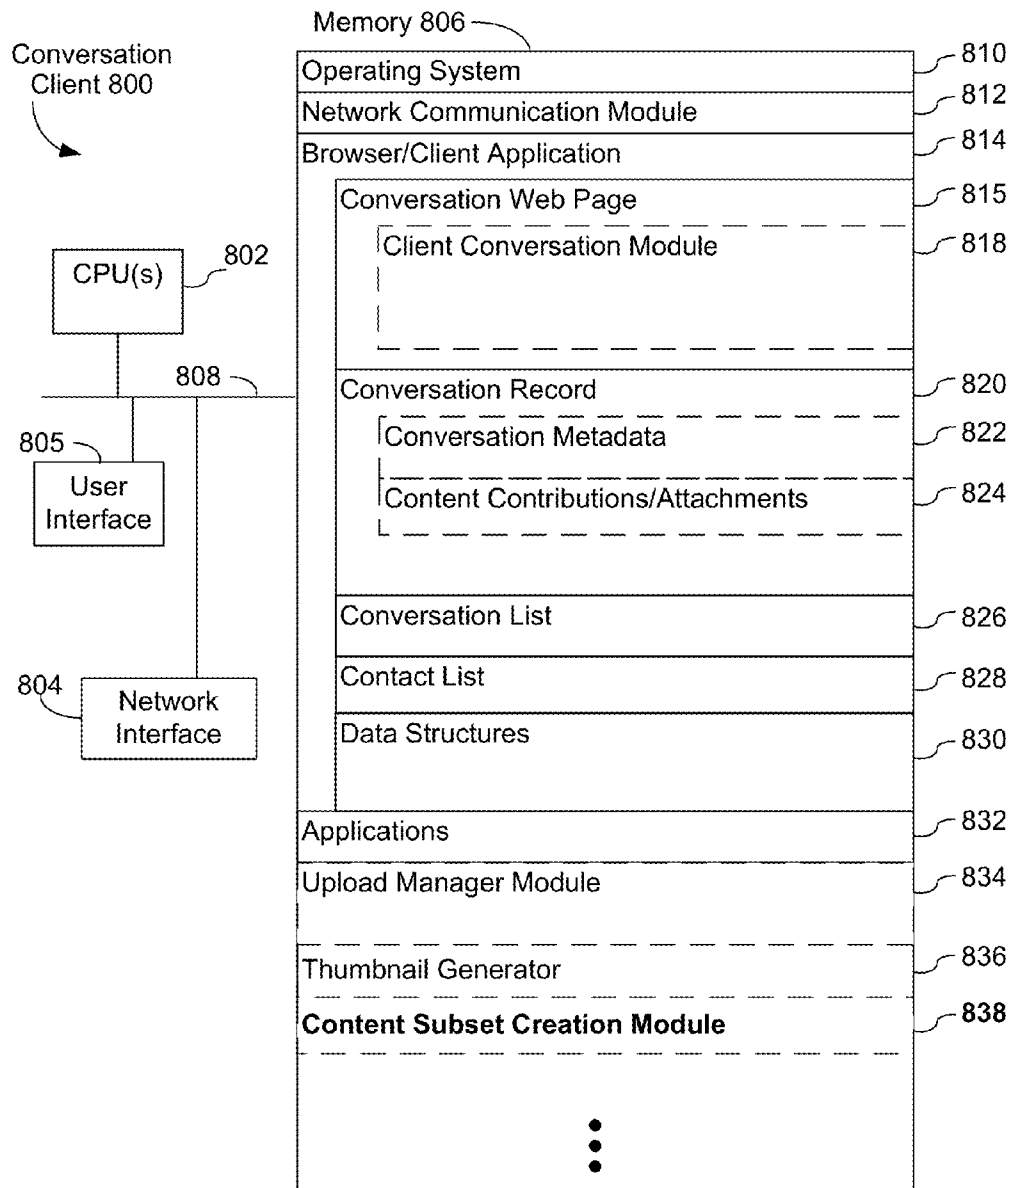 Memory 806
Conversation
Client 800
Operating System
810
Network Communication Module
812
Browser/Client Application
814
Conversation Web Page
815
Client Conversation Module
818
CPU(s)
802
808
Conversation Record
820
Conversation Metadata
822
Content Contributions/Attachments
824
805
User
Interface
Conversation List
826
Contact List
828
804
Network
Interface
Data Structures
830
Applications
832
Upload Manager Module
834
Thumbnail Generator
836
Content Subset Creation Module
838